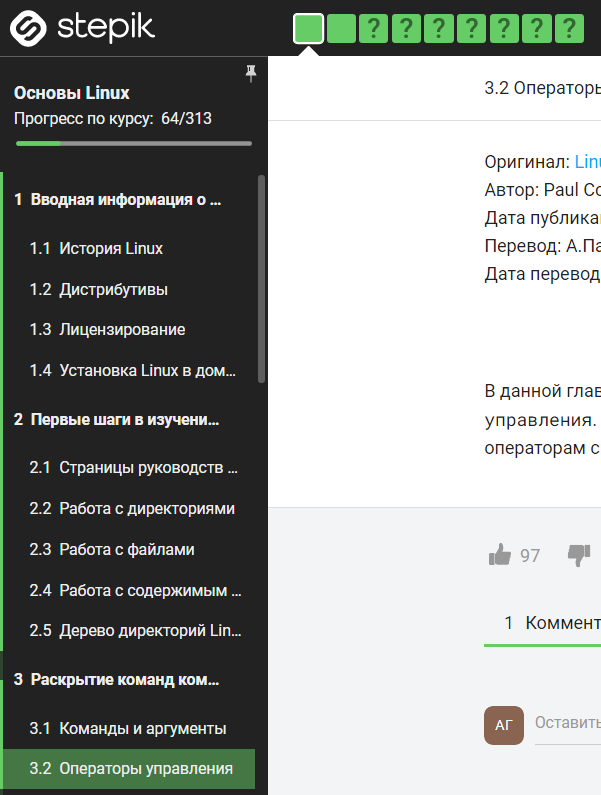 stepik
? ? ? ? ? ? ?
Основы Linux
Прогресс по курсу: 64/313
1 Вводная информация о ...
1.1 История Linux
1.2 Дистрибутивы
1.3 Лицензирование
1.4 Установка Linux в дом...
2 Первые шаги в изучени...
2.1 Страницы руководств ...
2.2 Работа с директориями
2.3 Работа с файлами
2.4 Работа с содержимым ...
2.5 Дерево директорий Lin...
3 Раскрытие команд ком...
3.1 Команды и аргументы
3.2 Операторы управления
3.2 Операторы
Оригинал: Linu
Автор: Paul Co
Дата публика
Перевод: А.Па
Дата перевод
В данной глав
управления.
операторам с
97
1 Коммент
АГ
Оставить